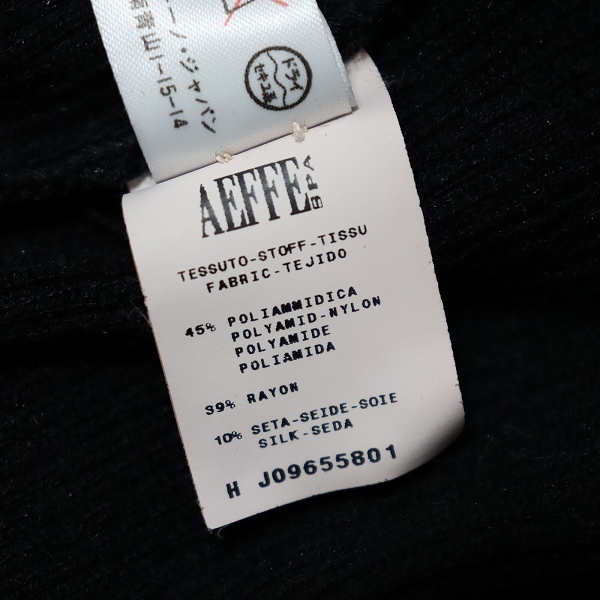 ーノ・ジャパン
青山1-15-14
ドライ
セキユ系
AEFFE SPA
TESSUTO-STOFF-TISSU
FABRIC-TEJIDO
45% POLIAMMIDICA
POLYAMID-NYLON
POLYAMIDE
POLIAMIDA
39% RAYON
10% SETA-SEIDE-SOIE
SILK-SEDA
H J09655801